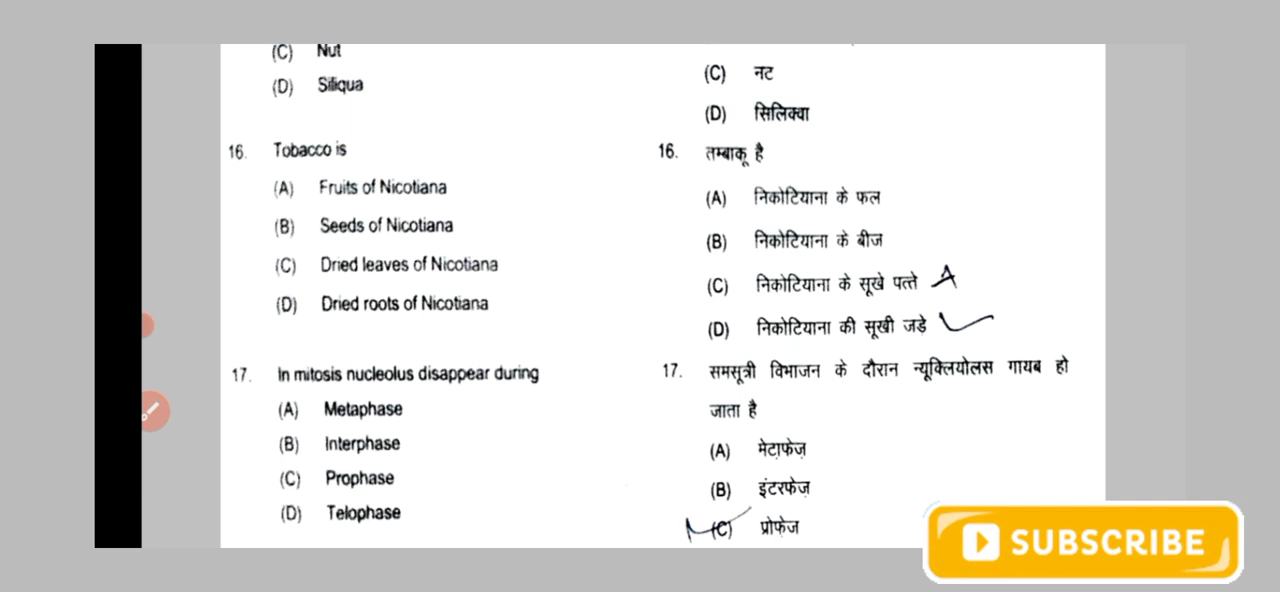 (C) Nut
(D) Siliqua
16. Tobacco is
(A) Fruits of Nicotiana
(B) Seeds of Nicotiana
(C) Dried leaves of Nicotiana
(D) Dried roots of Nicotiana
17. In mitosis nucleolus disappear during
(A) Metaphase
(B) Interphase
(C) Prophase
(D) Telophase
(C) नट
(D) सिलिक्वा
16. तम्बाकू है
(A) निकोटियाना के फल
(B) निकोटियाना के बीज
(C) निकोटियाना के सूखे पत्ते
(D) निकोटियाना की सूखी जड़े
17. समसूत्री विभाजन के दौरान न्यूक्लियोलस गायब हो
जाता है
(A) मेटाफेज़
(B) इंटरफेज़
(C) प्रोफ़ेज
SUBSCRIBE